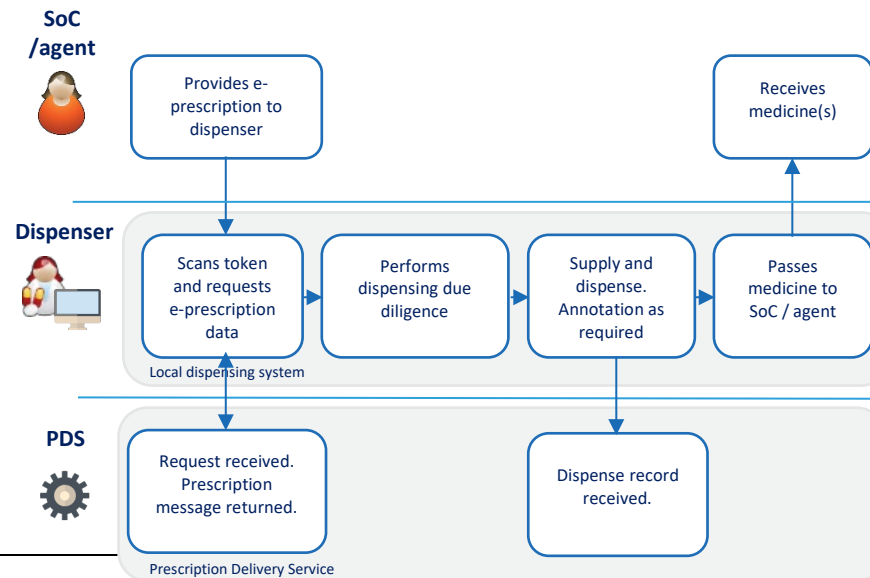 SoC
/agent
Provides e-
prescription to
dispenser
Receives
medicine(s)
Dispenser
Scans token
and requests
e-prescription
data
Performs
dispensing due
diligence
Supply and
dispense.
Annotation as
required
Passes
medicine to
SoC / agent
Local dispensing system
PDS
Request received.
Prescription
message returned.
Dispense record
received.
Prescription Delivery Service